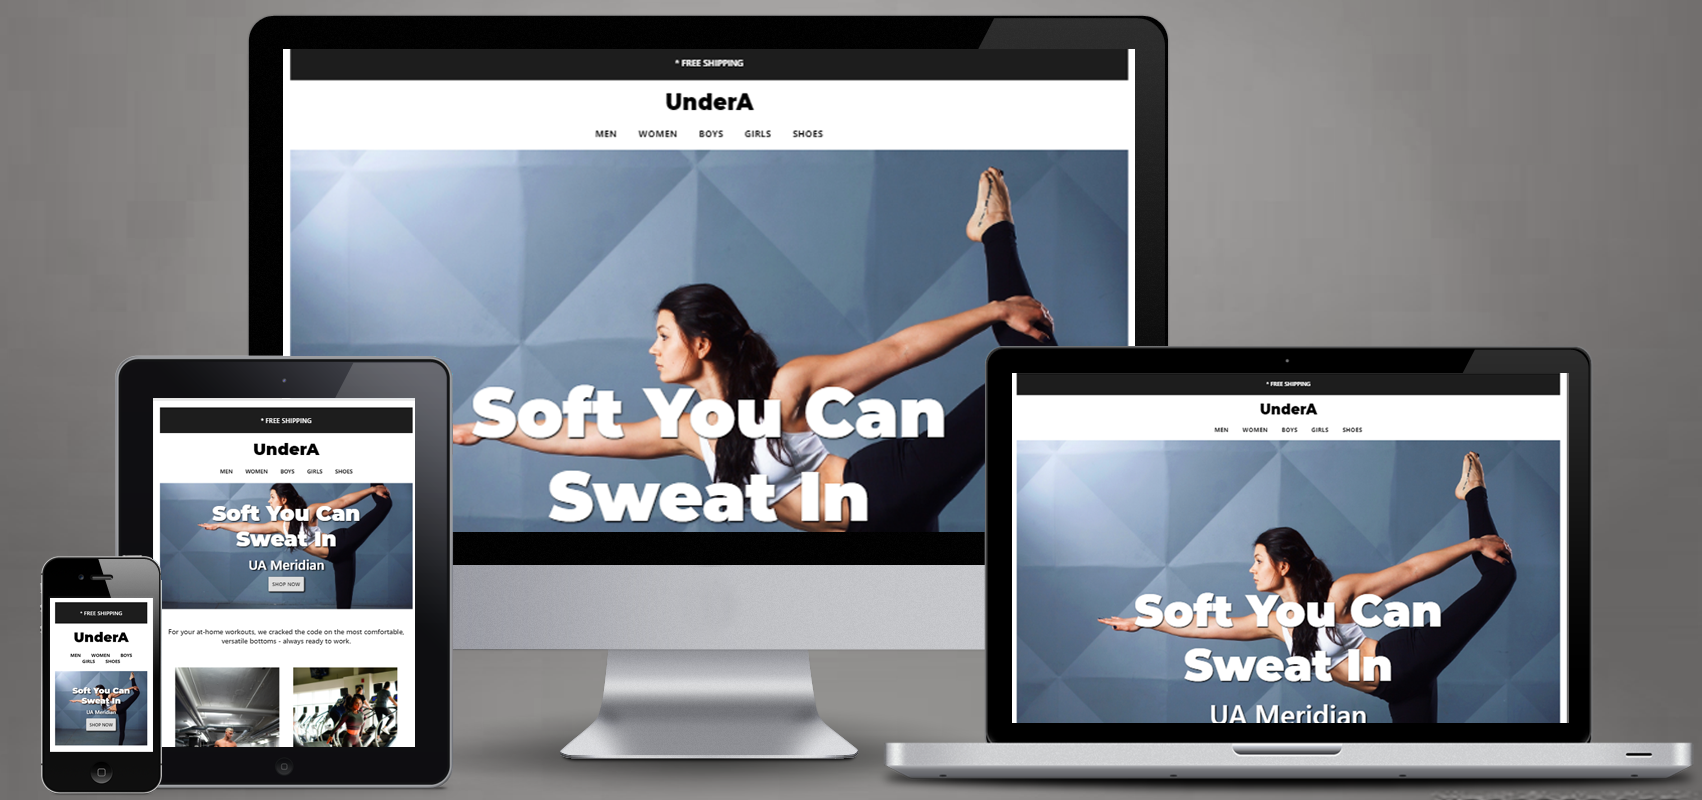 * FREE SHIPPING
UnderA
MEN WOMEN BOYS GIRLS SHOES
Soft You Can
Sweat In
* FREE SHIPPING
UnderA
MEN WOMEN BOYS GIRLS SHOES
Soft You Can
Sweat In
UA Meridian
SHOP NOW
For your at-home workouts, we cracked the code on the most comfortable,
versatile bottoms - always ready to work.
* FREE SHIPPING
UnderA
MEN WOMEN BOYS
GIRLS SHOES
Soft You Can
Sweat In
UA Meridian
SHOP NOW
* FREE SHIPPING
UnderA
MEN WOMEN BOYS GIRLS SHOES
Soft You Can
Sweat In
UA Meridian